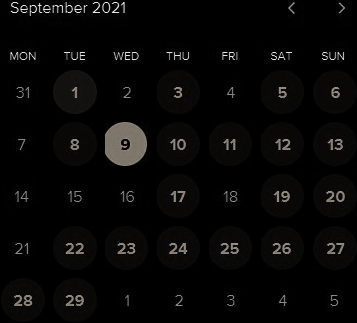 September 2021
MON TUE WED THU FRI SAT SUN
31 1 2 3 4 5 6
7 8 9 10 11 12 13
14 15 16 17 18 19 20
21 22 23 24 25 26 27
28 29 1 2 3 4 5